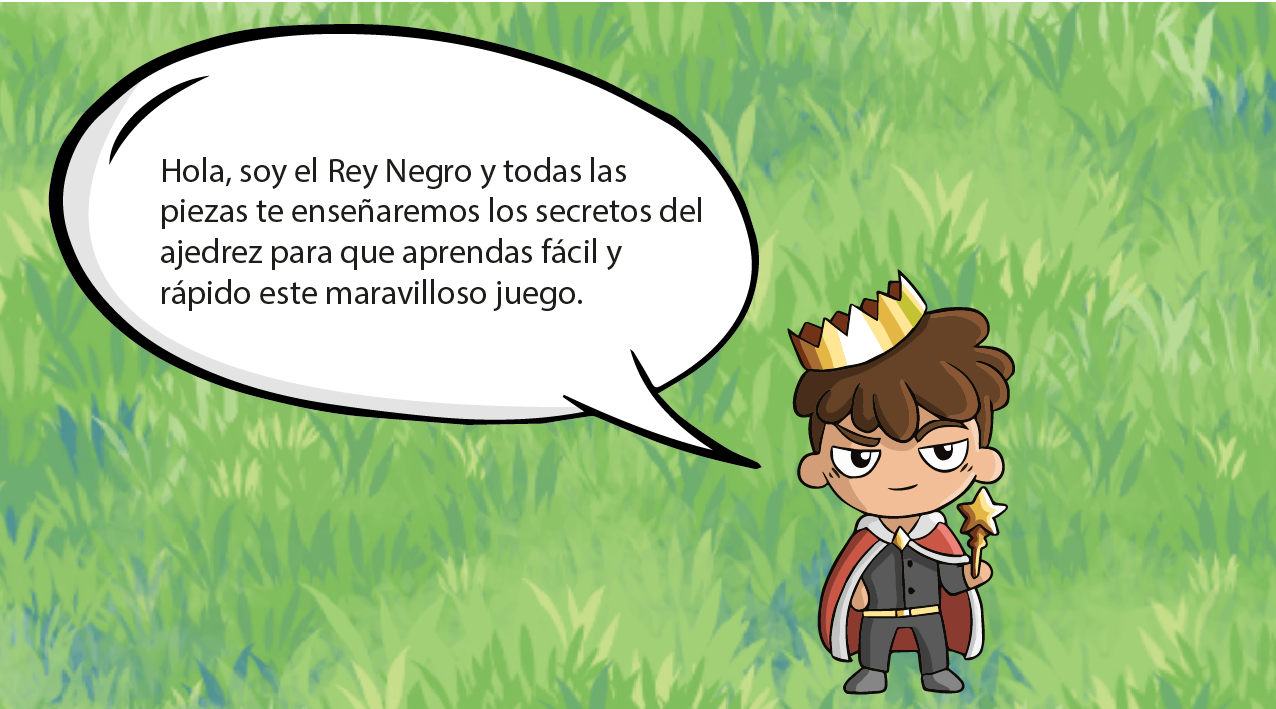 Hola, soy el Rey Negro y todas las
piezas te enseñaremos los secretos del
ajedrez para que aprendas fácil y
rápido este maravilloso juego.